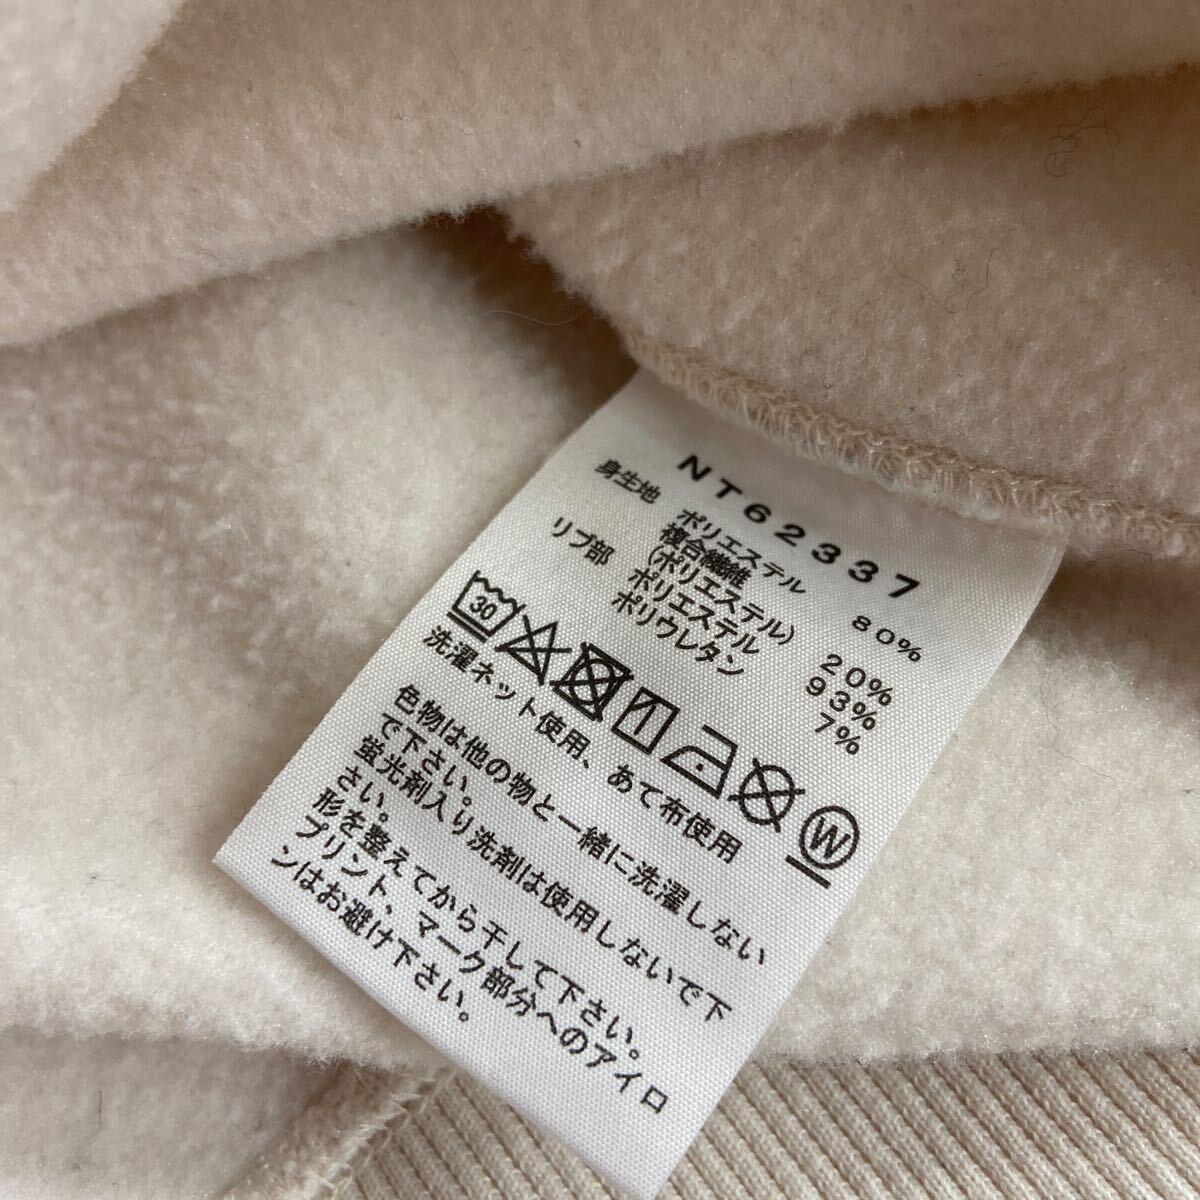 NT62337
身生地 ポリエステル 80%
複合繊維
(ポリエステル) 20%
リブ部 ポリエステル 93%
ポリウレタン 7%
30 W
洗濯ネット使用、あて布使用
色物は他の物と一緒に洗濯しない
で下さい。
蛍光剤入り洗剤は使用しないで下
さい。
形を整えてから干して下さい。
プリント、マーク部分へのアイロ
ンはお避け下さい。